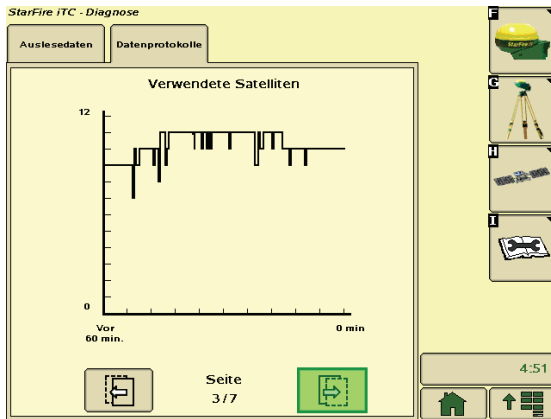 StarFire iTC - Diagnose
Auslesedaten
Datenprotokolle
Verwendete Satelliten
12
0
Vor
60 min.
0 min
Seite
3/7
F
StarFire
G
H
I
4:51